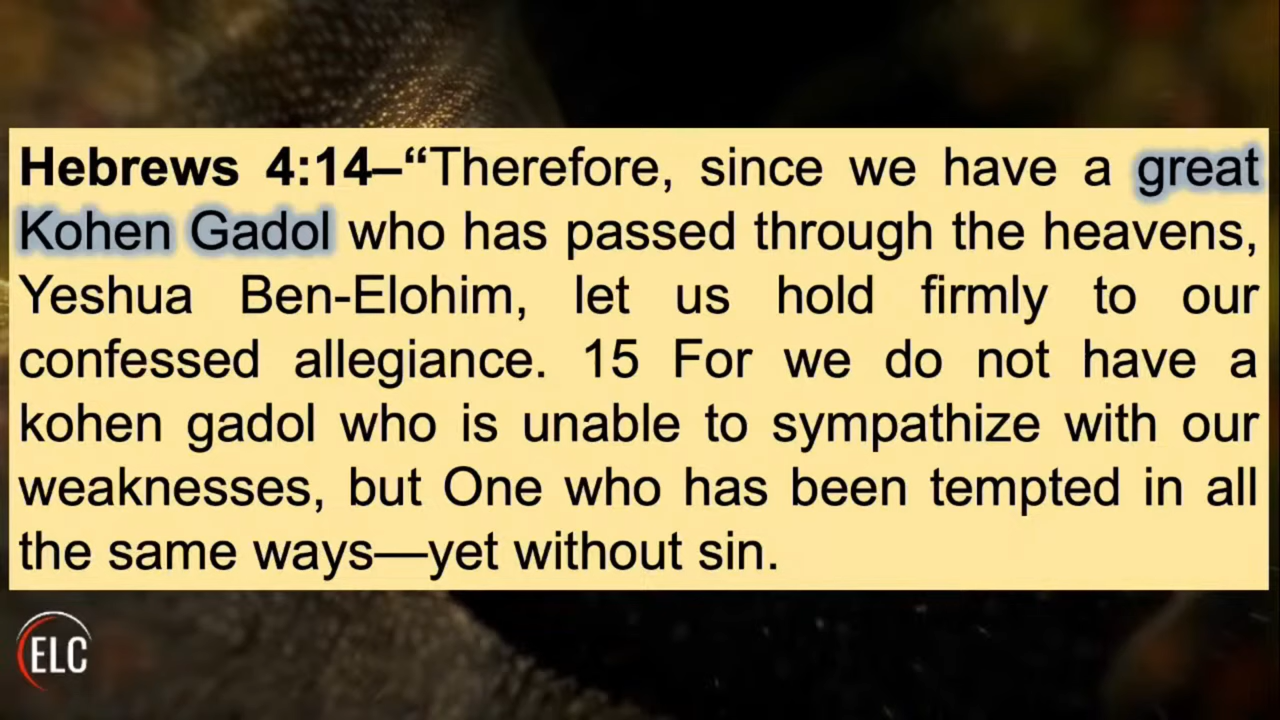 Hebrews 4:14–“Therefore, since we have a great
Kohen Gadol who has passed through the heavens,
Yeshua Ben-Elohim, let us hold firmly to our
confessed allegiance. 15 For we do not have a
kohen gadol who is unable to sympathize with our
weaknesses, but One who has been tempted in all
the same ways—yet without sin.
ELC